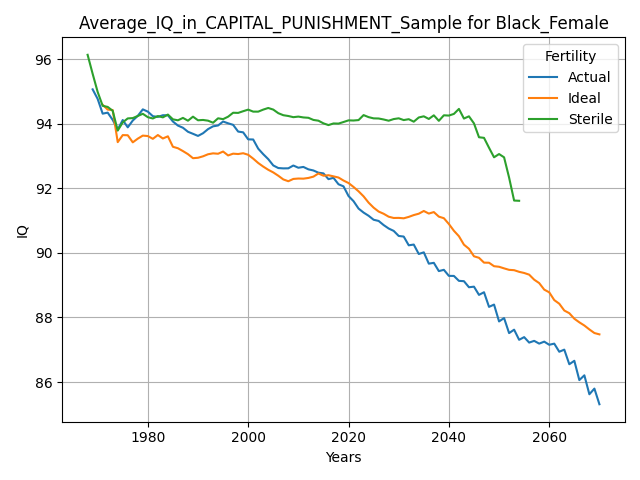 Average_IQ_in_CAPITAL_PUNISHMENT_Sample for Black_Female
Fertility
Actual
Ideal
Sterile
IQ
96
94
92
90
88
86
1980
2000
2020
2040
2060
Years